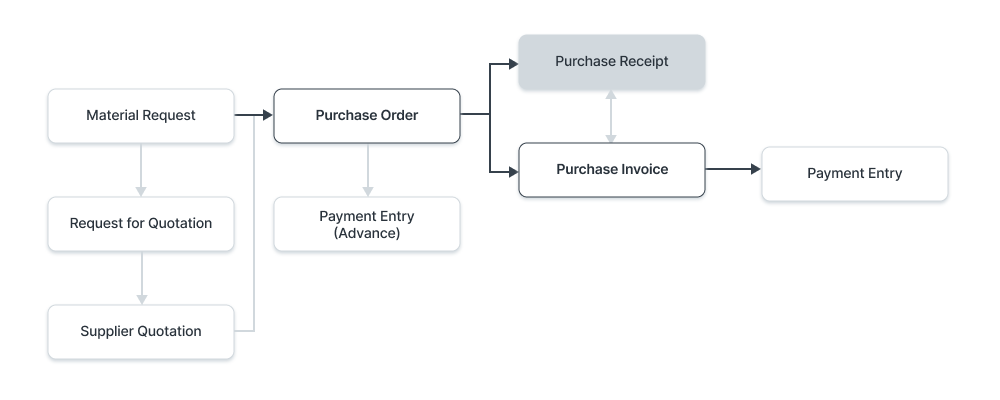 Purchase Receipt
Material Request
Purchase Order
Purchase Invoice
Payment Entry
Request for Quotation
Payment Entry
(Advance)
Supplier Quotation